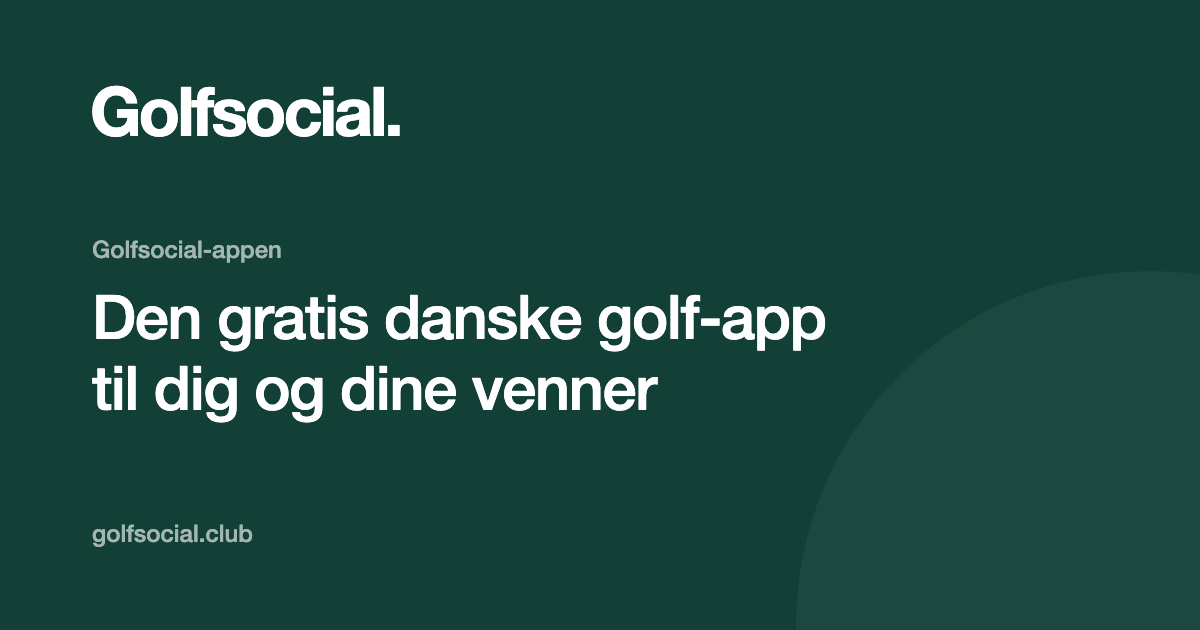 Golfsocial.
Golfsocial-appen
Den gratis danske golf-app
til dig og dine venner
golfsocial.club